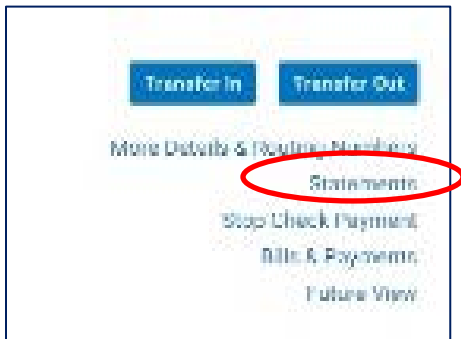 Transfer In Transfer Out
More Details & Routing Numbers
Statements
Stop Check Payment
Bills & Payments
Future View